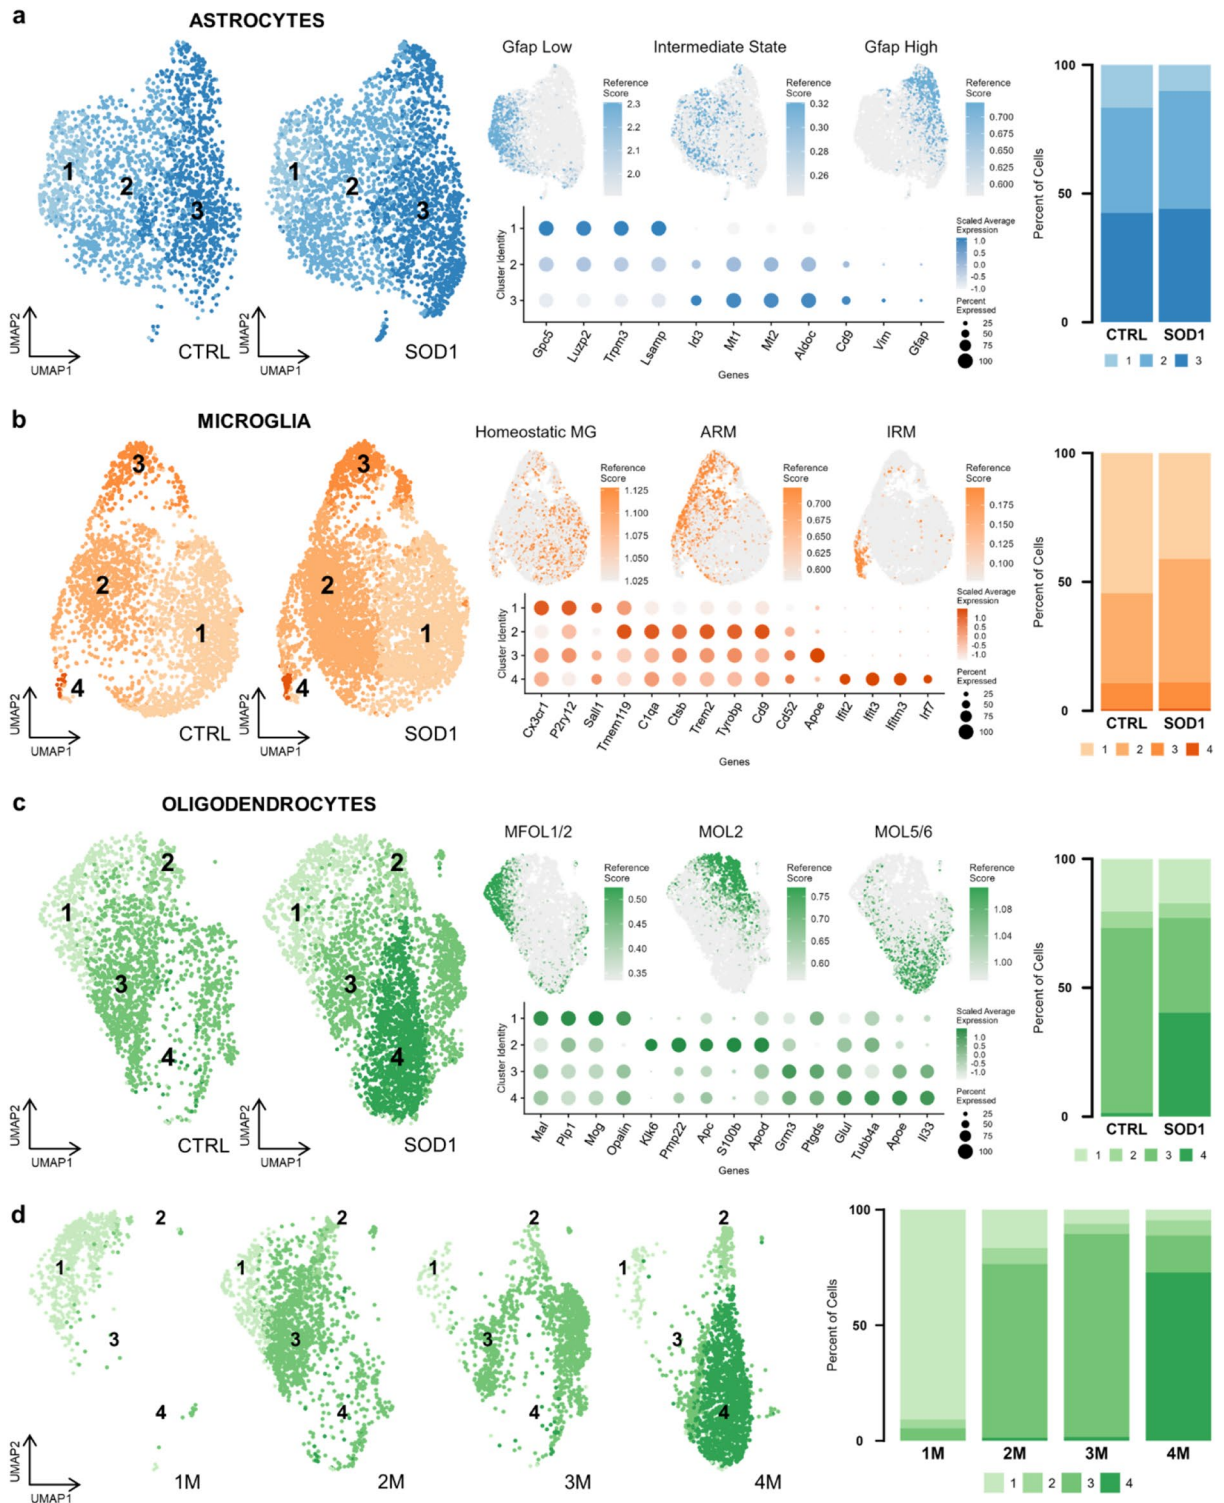 a
ASTROCYTES
1
2
3
1
2
3
UMAP2
UMAP1
CTRL
UMAP2
UMAP1
SOD1
Gfap Low
Intermediate State
Gfap High
Reference
Score
2.3
2.2
2.1
2.0
Reference
Score
0.32
0.30
0.28
0.26
Reference
Score
0.700
0.675
0.650
0.625
0.600
Cluster Identity
1
2
3
Gpc5
Luzp2
Trpm3
Lsamp
Id3
Mt1
Mt2
Aldoc
Cd9
Vim
Gfap
Genes
Scaled Average
Expression
1.0
0.5
0.0
-0.5
-1.0
Percent
Expressed
25
50
75
100
Percent of Cells
100
50
0
CTRL
SOD1
1 2 3
b
MICROGLIA
3
2
1
4
3
2
1
4
UMAP2
UMAP1
CTRL
UMAP2
UMAP1
SOD1
Homeostatic MG
ARM
IRM
Reference
Score
1.125
1.100
1.075
1.050
1.025
Reference
Score
0.700
0.675
0.650
0.625
0.600
Reference
Score
0.175
0.150
0.125
0.100
Cluster Identity
1
2
3
4
Cx3cr1
P2ry12
Sall1
Tmem119
C1qa
Ctsb
Trem2
Tyrobp
Cd9
Cd52
Apoe
Ifit2
Ifit3
Ifitm3
Irf7
Genes
Scaled Average
Expression
1.0
0.5
0.0
-0.5
-1.0
Percent
Expressed
25
50
75
100
Percent of Cells
100
50
0
CTRL
SOD1
1 2 3 4
c
OLIGODENDROCYTES
2
1
3
4
2
1
3
4
UMAP2
UMAP1
CTRL
UMAP2
UMAP1
SOD1
MFOL1/2
MOL2
MOL5/6
Reference
Score
0.50
0.45
0.40
0.35
Reference
Score
0.75
0.70
0.65
0.60
Reference
Score
1.08
1.04
1.00
Cluster Identity
1
2
3
4
Mal
Plp1
Mog
Opalin
Klk6
Pmp22
Apc
S100b
Apod
Grm3
Ptgds
Glul
Tubb4a
Apoe
Il33
Genes
Scaled Average
Expression
1.0
0.5
0.0
-0.5
-1.0
Percent
Expressed
25
50
75
100
Percent of Cells
100
50
0
CTRL
SOD1
1 2 3 4
d
2
1
3
4
1M
2
1
3
4
2M
2
1
3
4
3M
2
1
3
4
4M
UMAP2
UMAP1
Percent of Cells
100
50
0
1M
2M
3M
4M
1 2 3 4